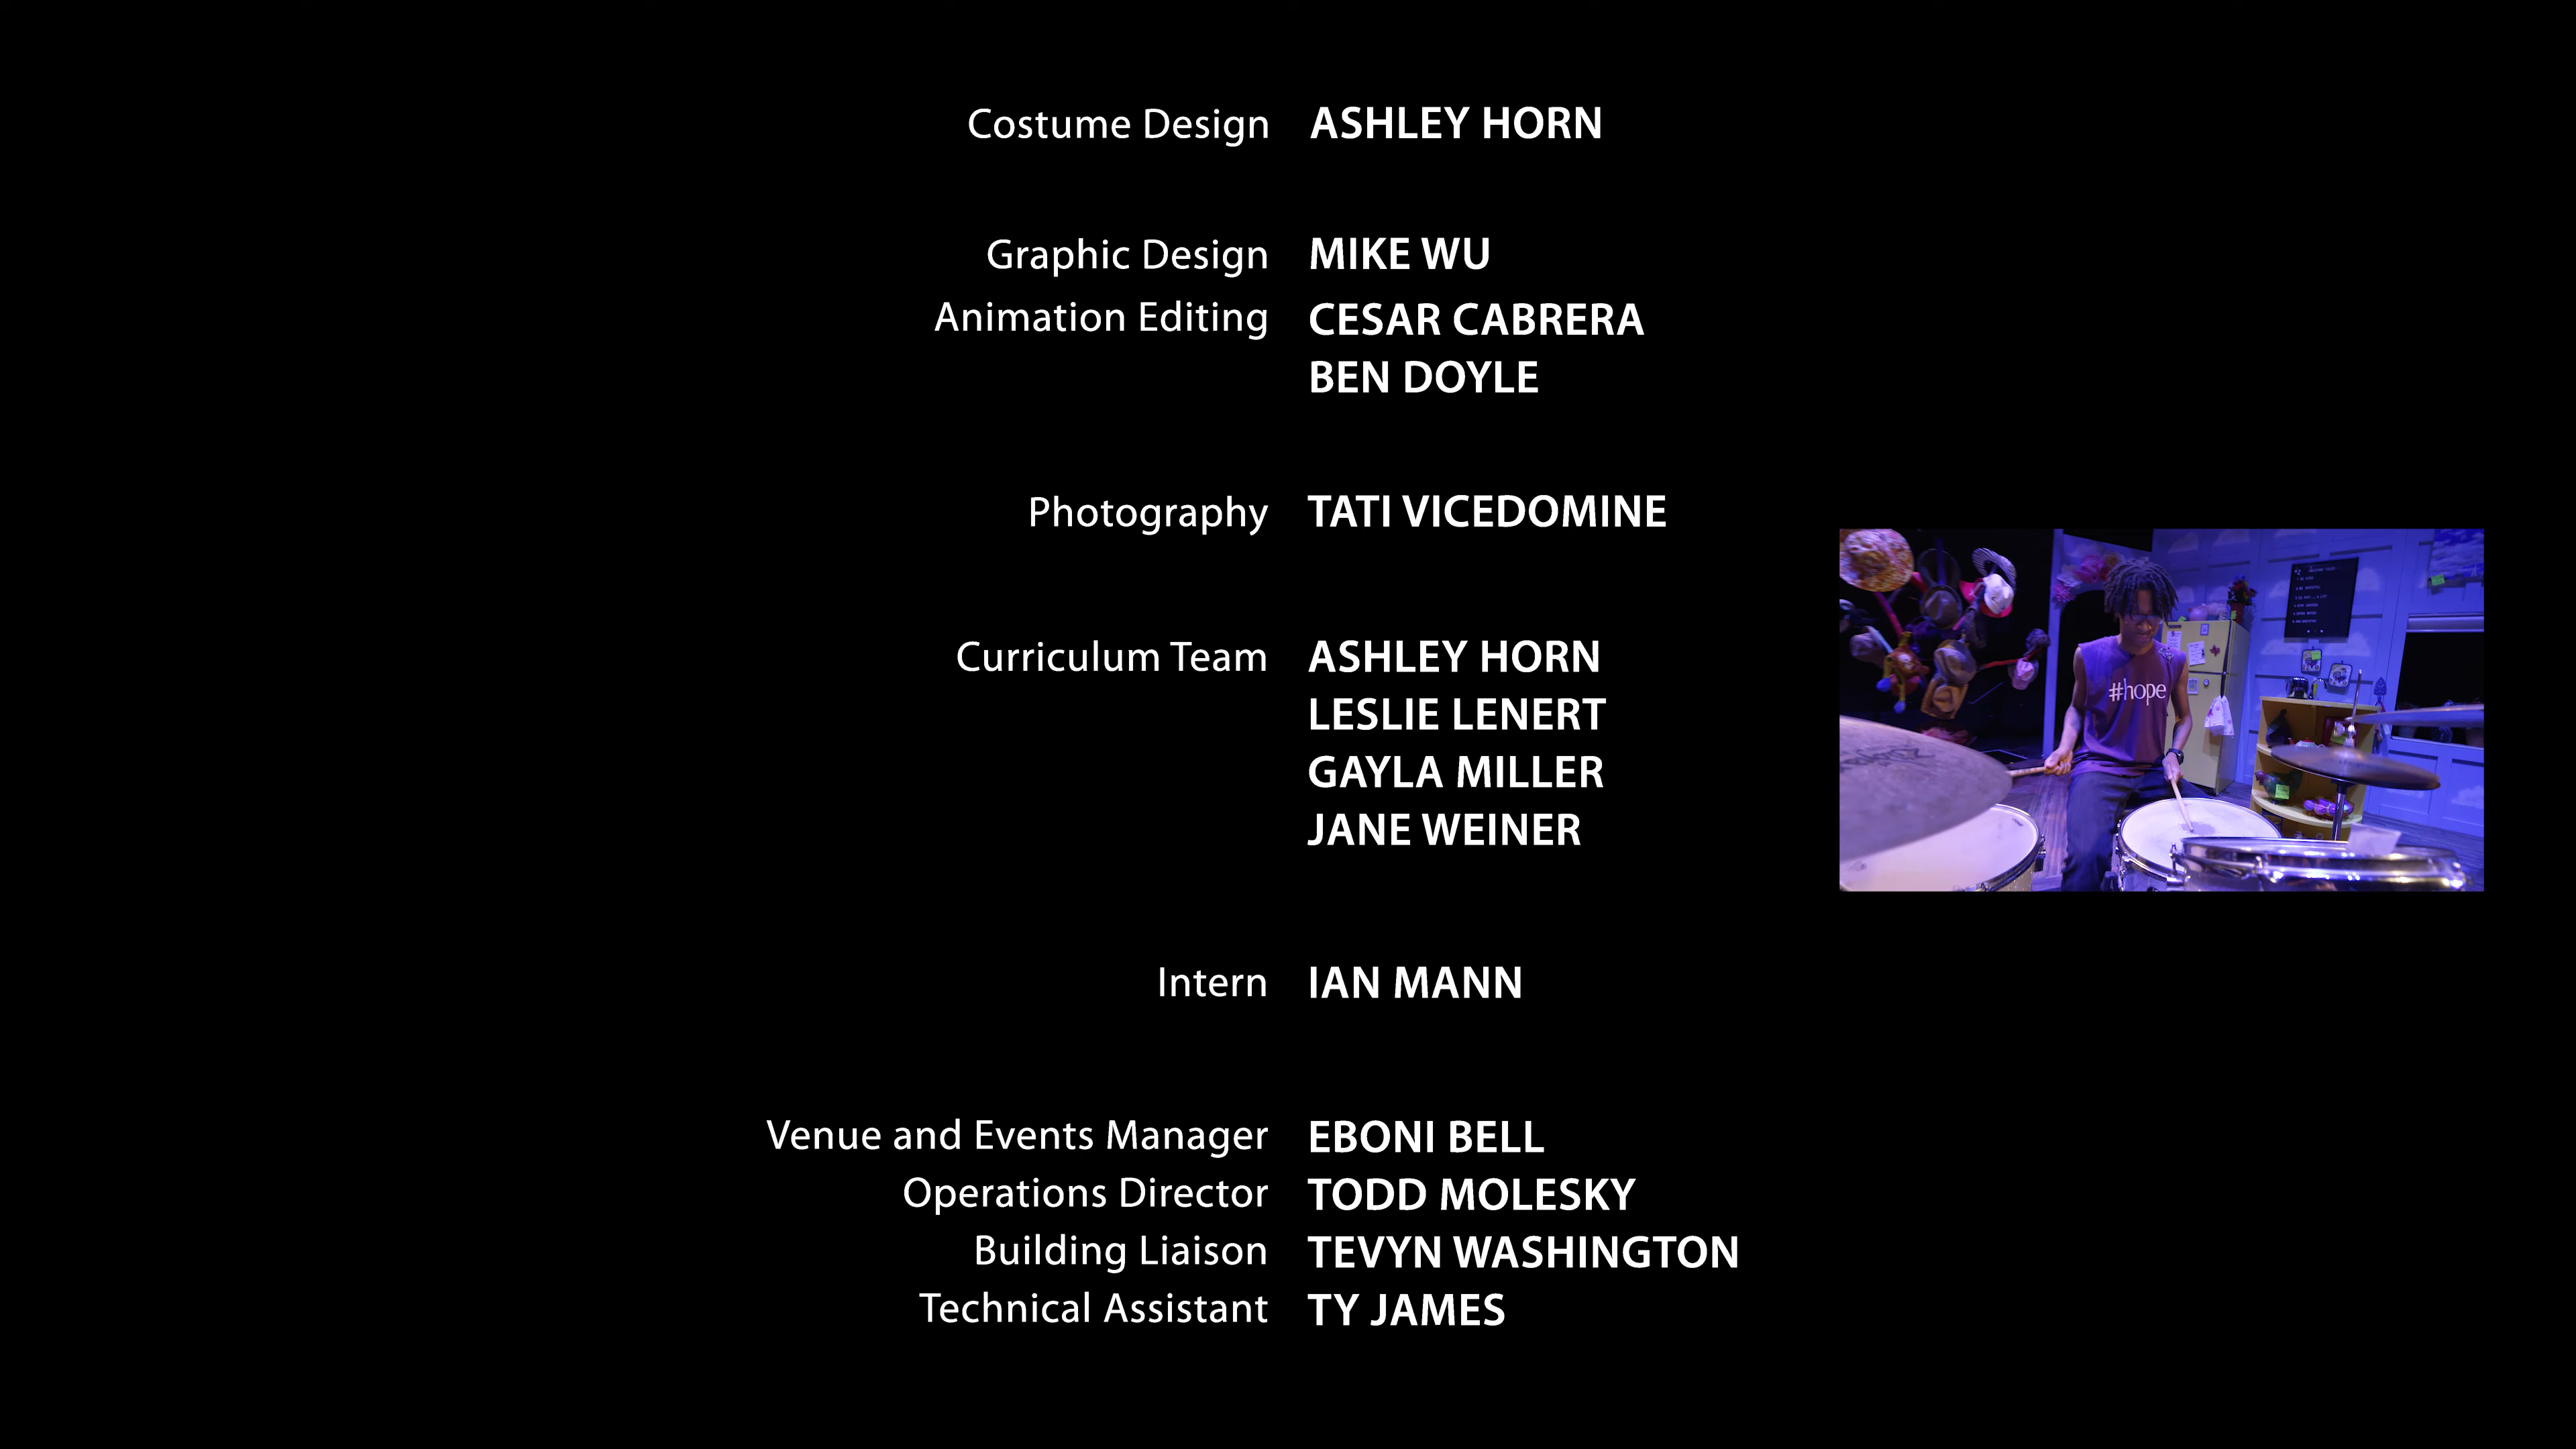 Costume Design ASHLEY HORN
Graphic Design MIKE WU
Animation Editing CESAR CABRERA
BEN DOYLE
Photography TATI VICEDOMINE
Curriculum Team ASHLEY HORN
LESLIE LENERT
GAYLA MILLER
JANE WEINER
#hope
Intern IAN MANN
Venue and Events Manager EBONI BELL
Operations Director TODD MOLESKY
Building Liaison TEVYN WASHINGTON
Technical Assistant TY JAMES